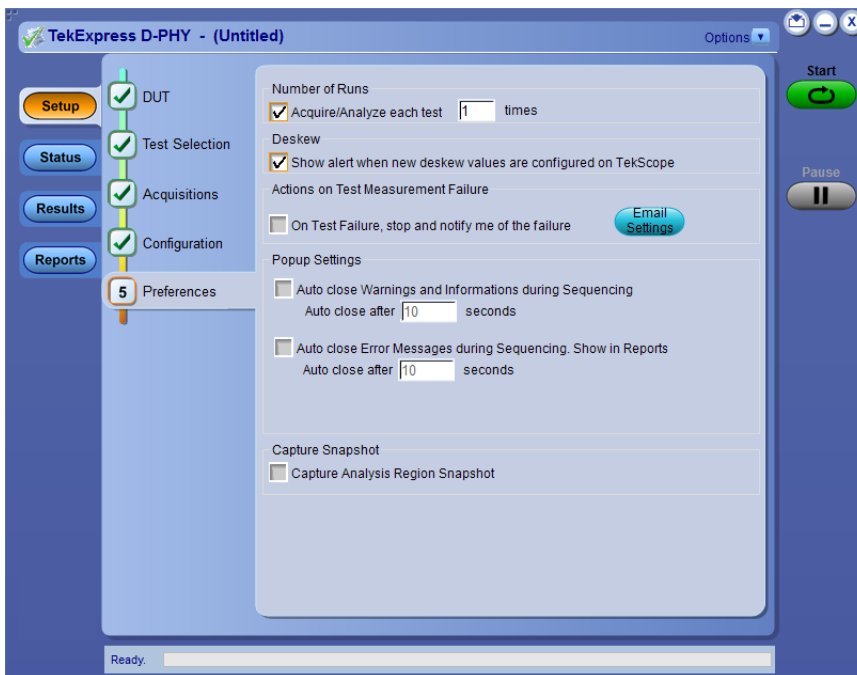 TekExpress D-PHY - (Untitled)
Options
X
Start
Pause
Setup
Status
Results
Reports
DUT
Test Selection
Acquisitions
Configuration
5 Preferences
Number of Runs
Acquire/Analyze each test 1 times
Deskew
Show alert when new deskew values are configured on TekScope
Actions on Test Measurement Failure
On Test Failure, stop and notify me of the failure
Email
Settings
Popup Settings
Auto close Warnings and Informations during Sequencing
Auto close after 10 seconds
Auto close Error Messages during Sequencing. Show in Reports
Auto close after 10 seconds
Capture Snapshot
Capture Analysis Region Snapshot
Ready.